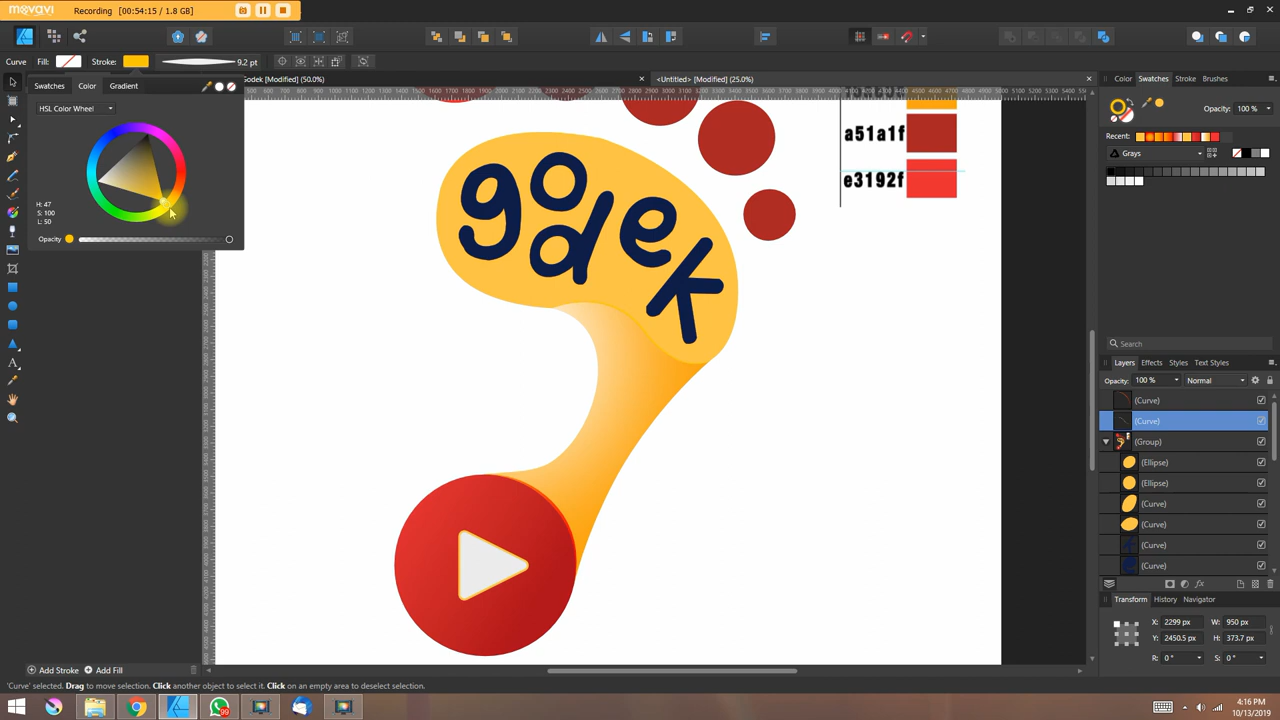 movavi Recording [00:54:15 / 1.8 GB]
Curve Fill: Stroke: 9.2 pt
Godek [Modified] (50.0%)
<Untitled> [Modified] (25.0%)
Color Swatches Stroke Brushes
Swatches Color Gradient
HSL Color Wheel
H: 47
S: 100
L: 50
Opacity
Opacity: 100 %
Recent:
Grays
a51a1f
e3192f
godek
Search
Layers Effects Styles Text Styles
Opacity: 100 % Normal
(Curve)
(Curve)
(Group)
(Ellipse)
(Ellipse)
(Curve)
(Curve)
(Curve)
(Curve)
Transform History Navigator
X: 2299 px W: 950 px
Y: 2450.5 px H: 373.7 px
R: 0 ° S: 0 °
Add Stroke Add Fill
'Curve' selected. Drag to move selection. Click another object to select it. Click on an empty area to deselect selection.
99
4:16 PM
10/13/2019